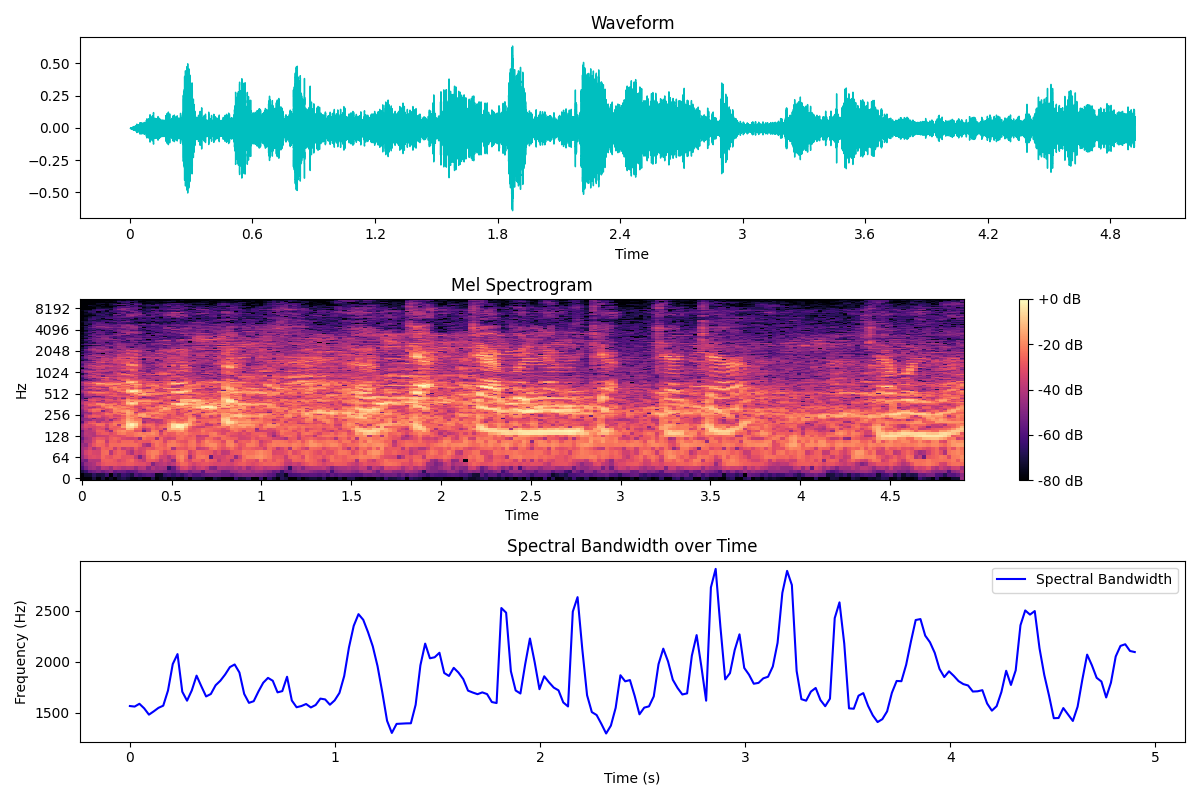 Waveform
0.50
0.25
0.00
−0.25
−0.50
0 0.6 1.2 1.8 2.4 3 3.6 4.2 4.8
Time
Mel Spectrogram
Hz
8192
4096
2048
1024
512
256
128
64
0
0 0.5 1 1.5 2 2.5 3 3.5 4 4.5
Time
+0 dB
-20 dB
-40 dB
-60 dB
-80 dB
Spectral Bandwidth over Time
Spectral Bandwidth
Frequency (Hz)
2500
2000
1500
0 1 2 3 4 5
Time (s)